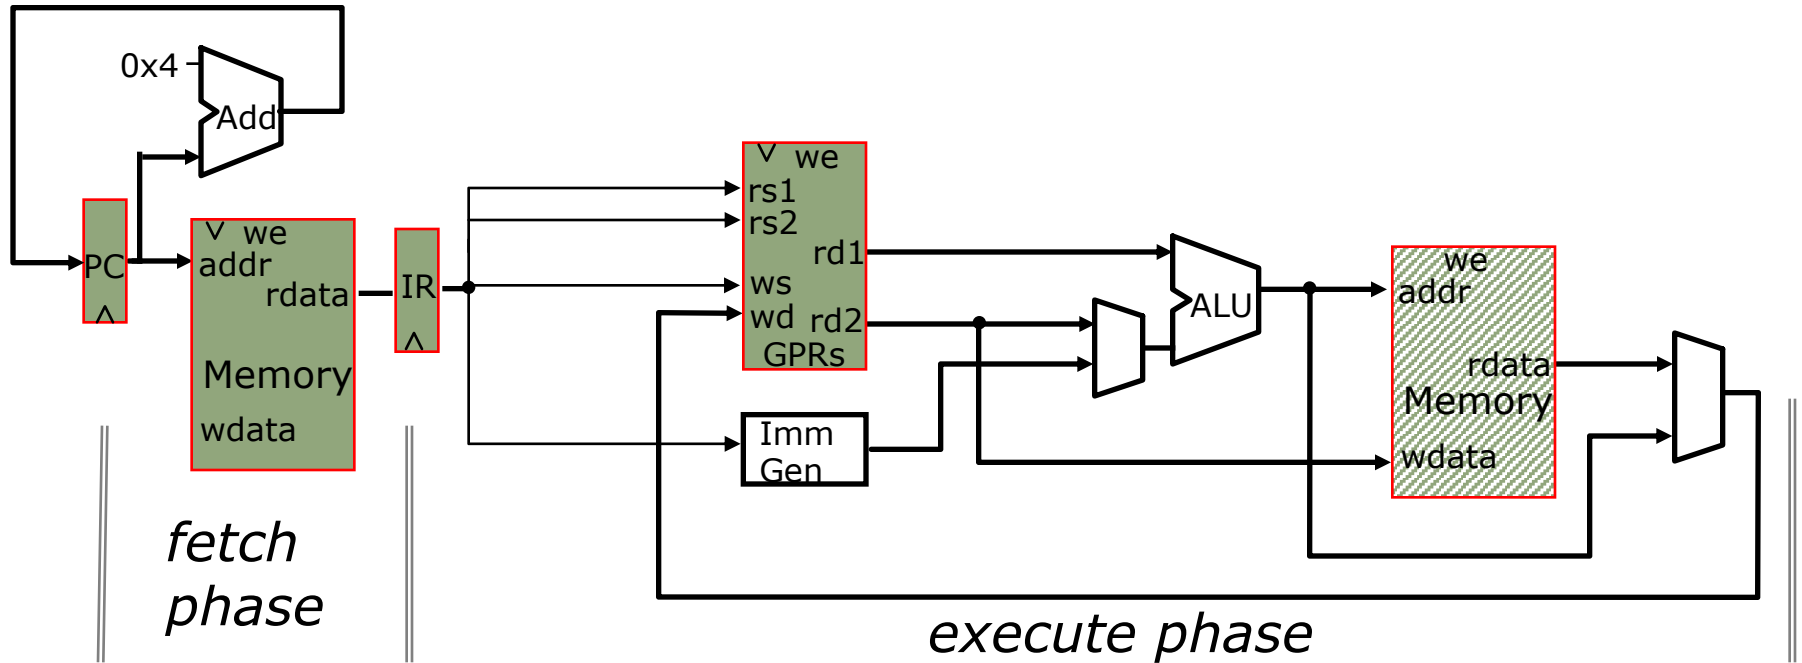 0x4
Add
PC
we
addr
rdata
Memory
wdata
IR
we
rs1
rs2
rd1
ws
wd
rd2
GPRs
Imm
Gen
ALU
we
addr
rdata
Memory
wdata
fetch
phase
execute phase